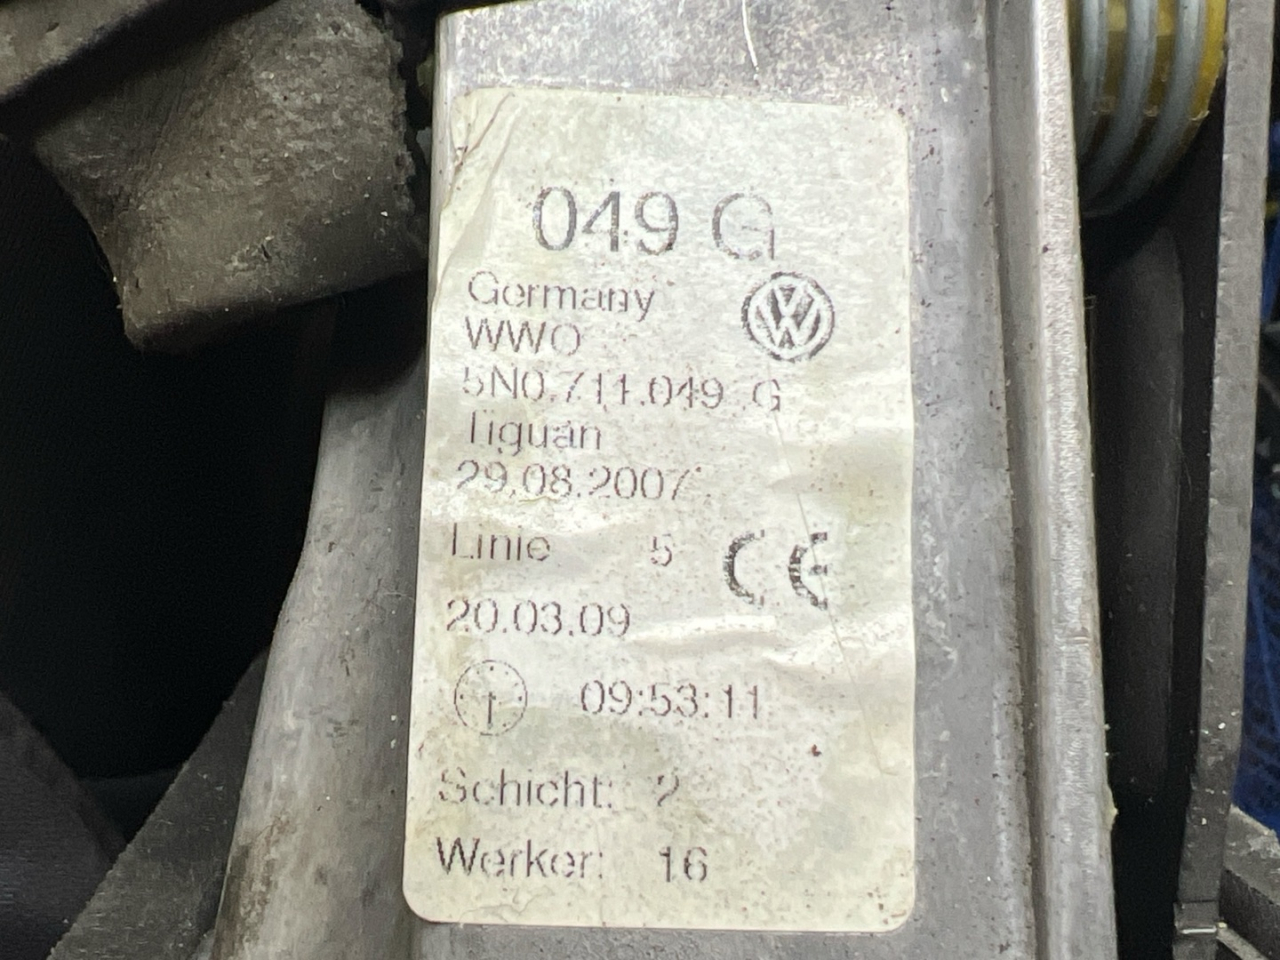 049 G
Germany
WWO
5N0.711.049 G
Tiguan
29.08.2007
Linie 5 CE
20.03.09
09:53:11
Schicht: 2
Werker: 16